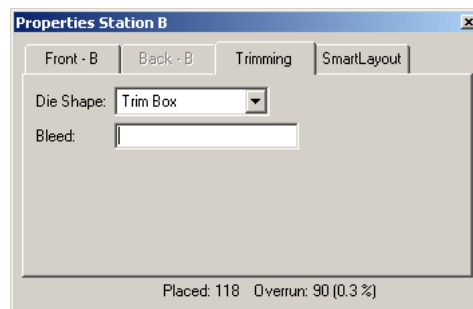 Properties Station B
Front - B Back - B Trimming SmartLayout
Die Shape: Trim Box
Bleed:
Placed: 118 Overrun: 90 (0.3 %)